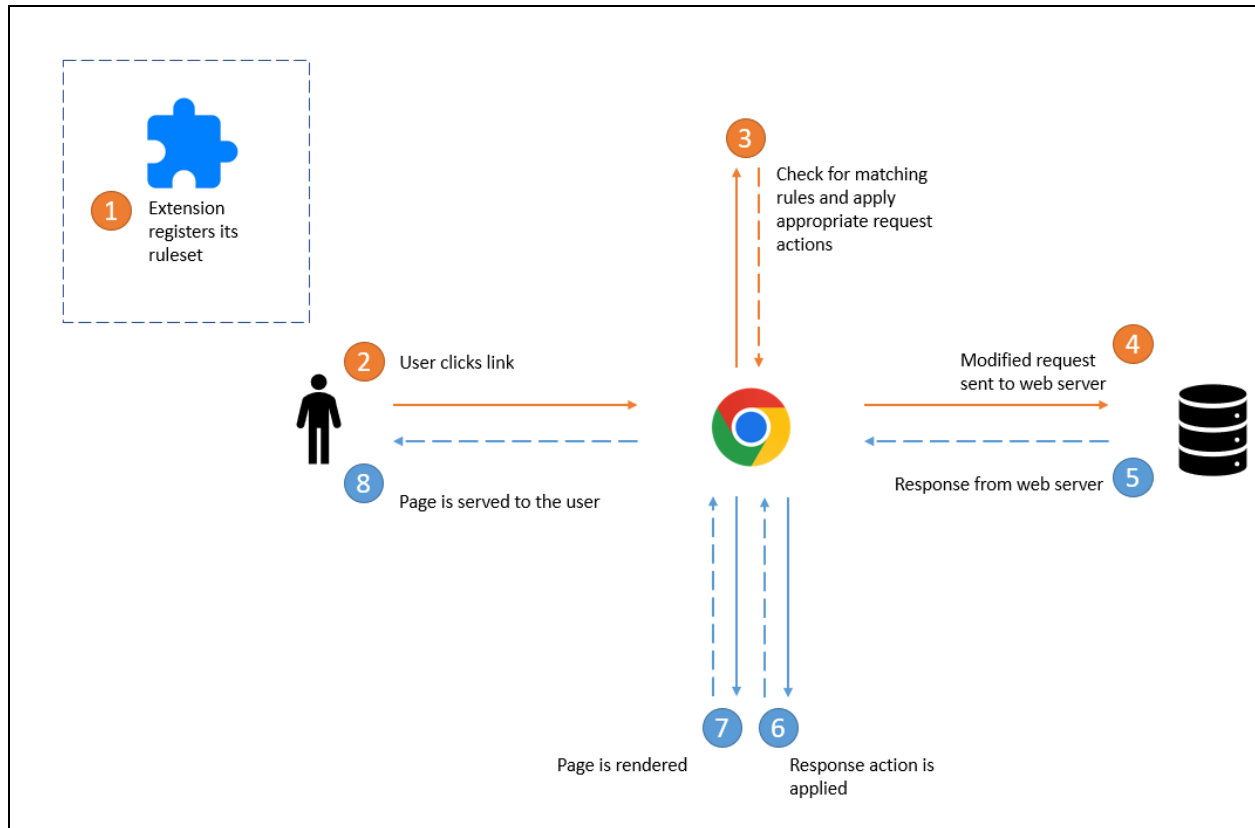 3
Check for matching
rules and apply
appropriate request
actions
1
Extension
registers its
ruleset
2
User clicks link
4
Modified request
sent to web server
8
Page is served to the user
5
Response from web server
7
Page is rendered
6
Response action is
applied